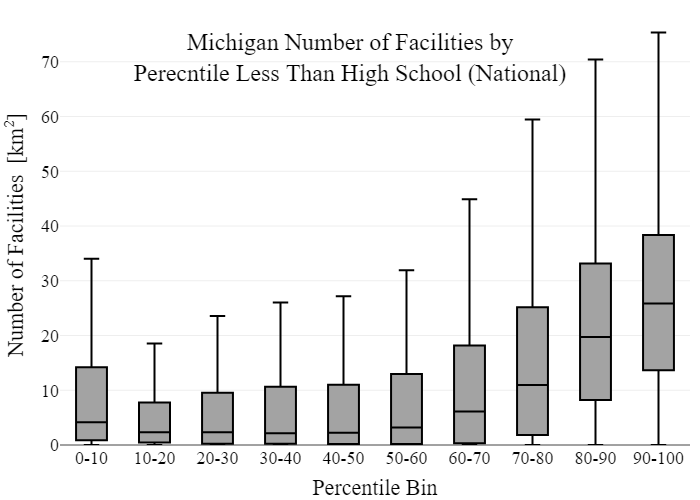 Michigan Number of Facilities by
Perecntile Less Than High School (National)
Number of Facilities [km²]
70
60
50
40
30
20
10
0
0-10 10-20 20-30 30-40 40-50 50-60 60-70 70-80 80-90 90-100
Percentile Bin